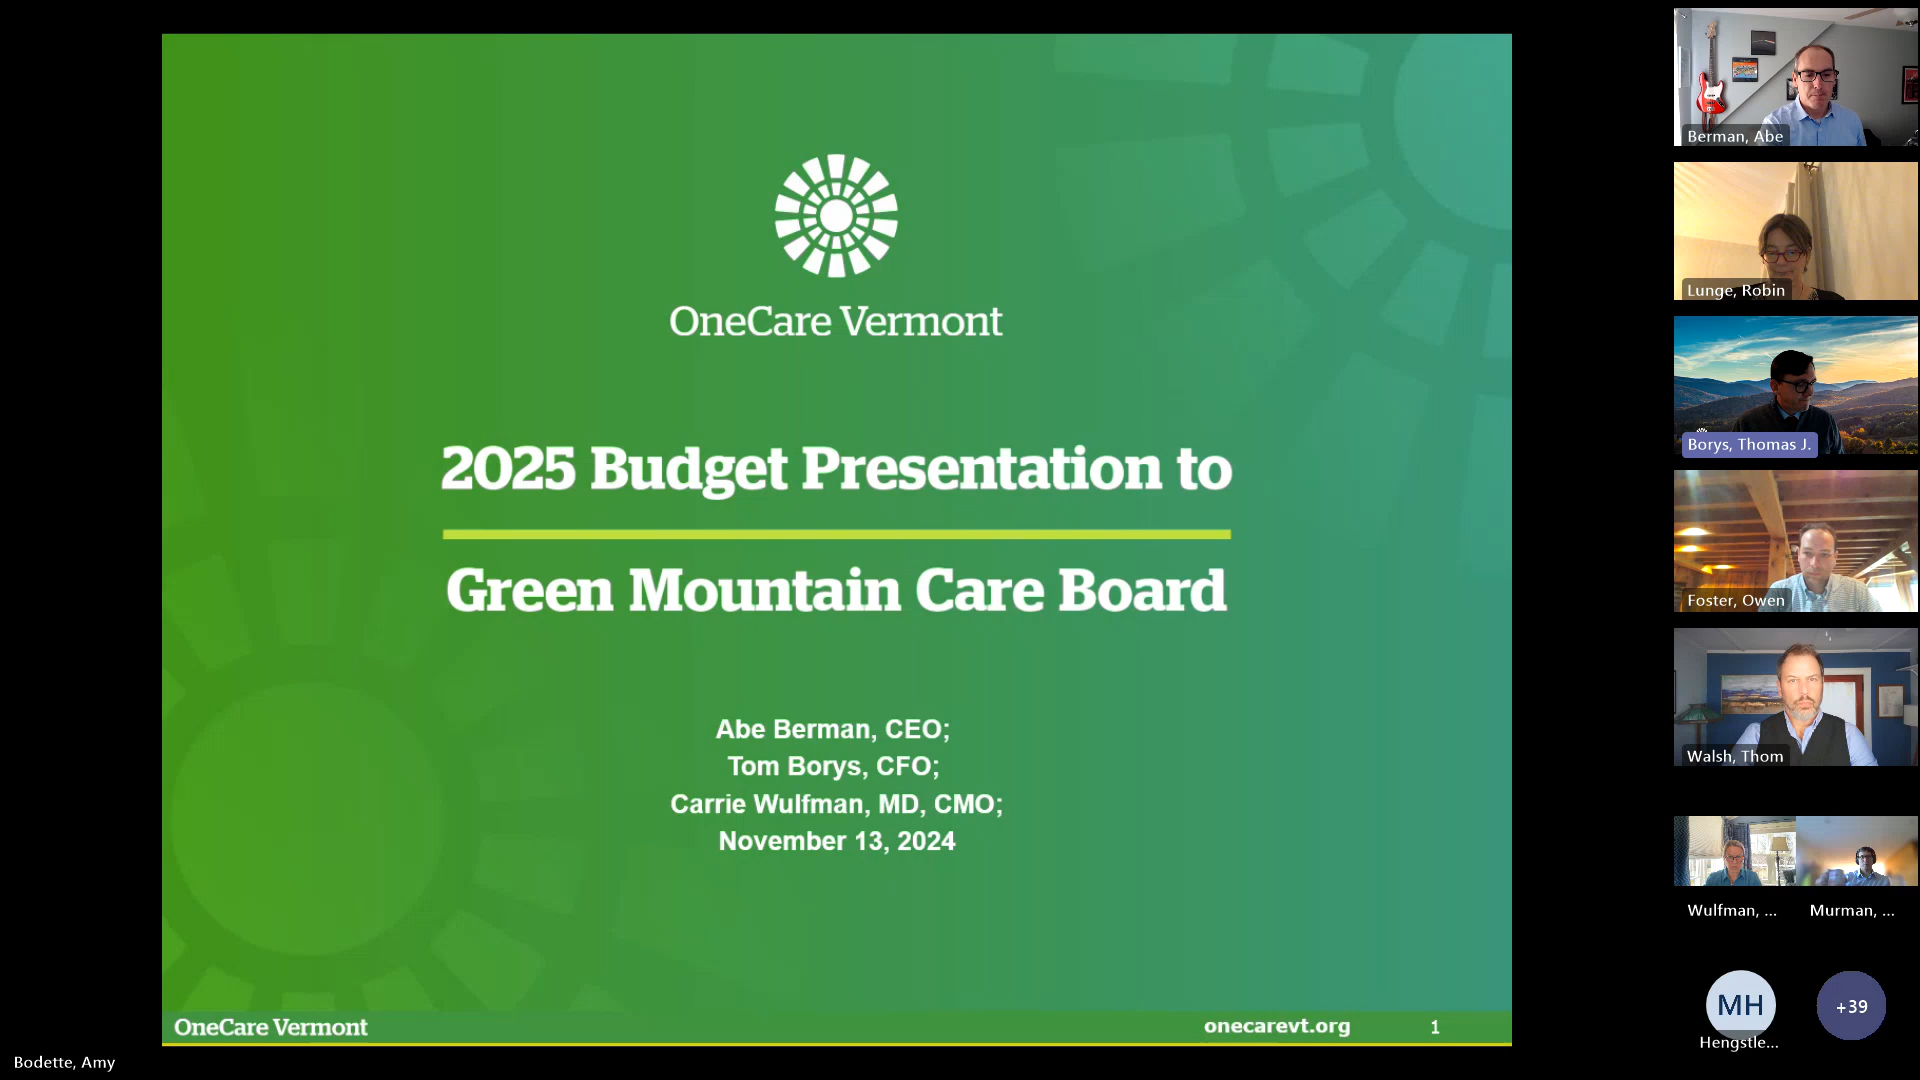 OneCare Vermont
2025 Budget Presentation to
Green Mountain Care Board
Abe Berman, CEO;
Tom Borys, CFO;
Carrie Wulfman, MD, CMO;
November 13, 2024
OneCare Vermont
onecarevt.org
1
Bodette, Amy
Berman, Abe
Lunge, Robin
Borys, Thomas J.
Foster, Owen
Walsh, Thom
Wulfman, ...
Murman, ...
MH
+39
Hengstle...